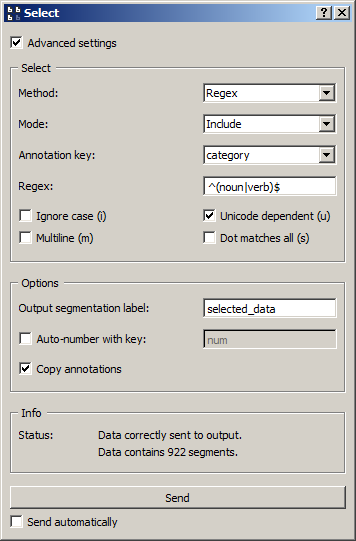 Select
Advanced settings
Select
Method: Regex
Mode: Include
Annotation key: category
Regex: ^(noun|verb)$
Ignore case (i) Unicode dependent (u)
Multiline (m) Dot matches all (s)
Options
Output segmentation label: selected_data
Auto-number with key: num
Copy annotations
Info
Status: Data correctly sent to output.
Data contains 922 segments.
Send
Send automatically